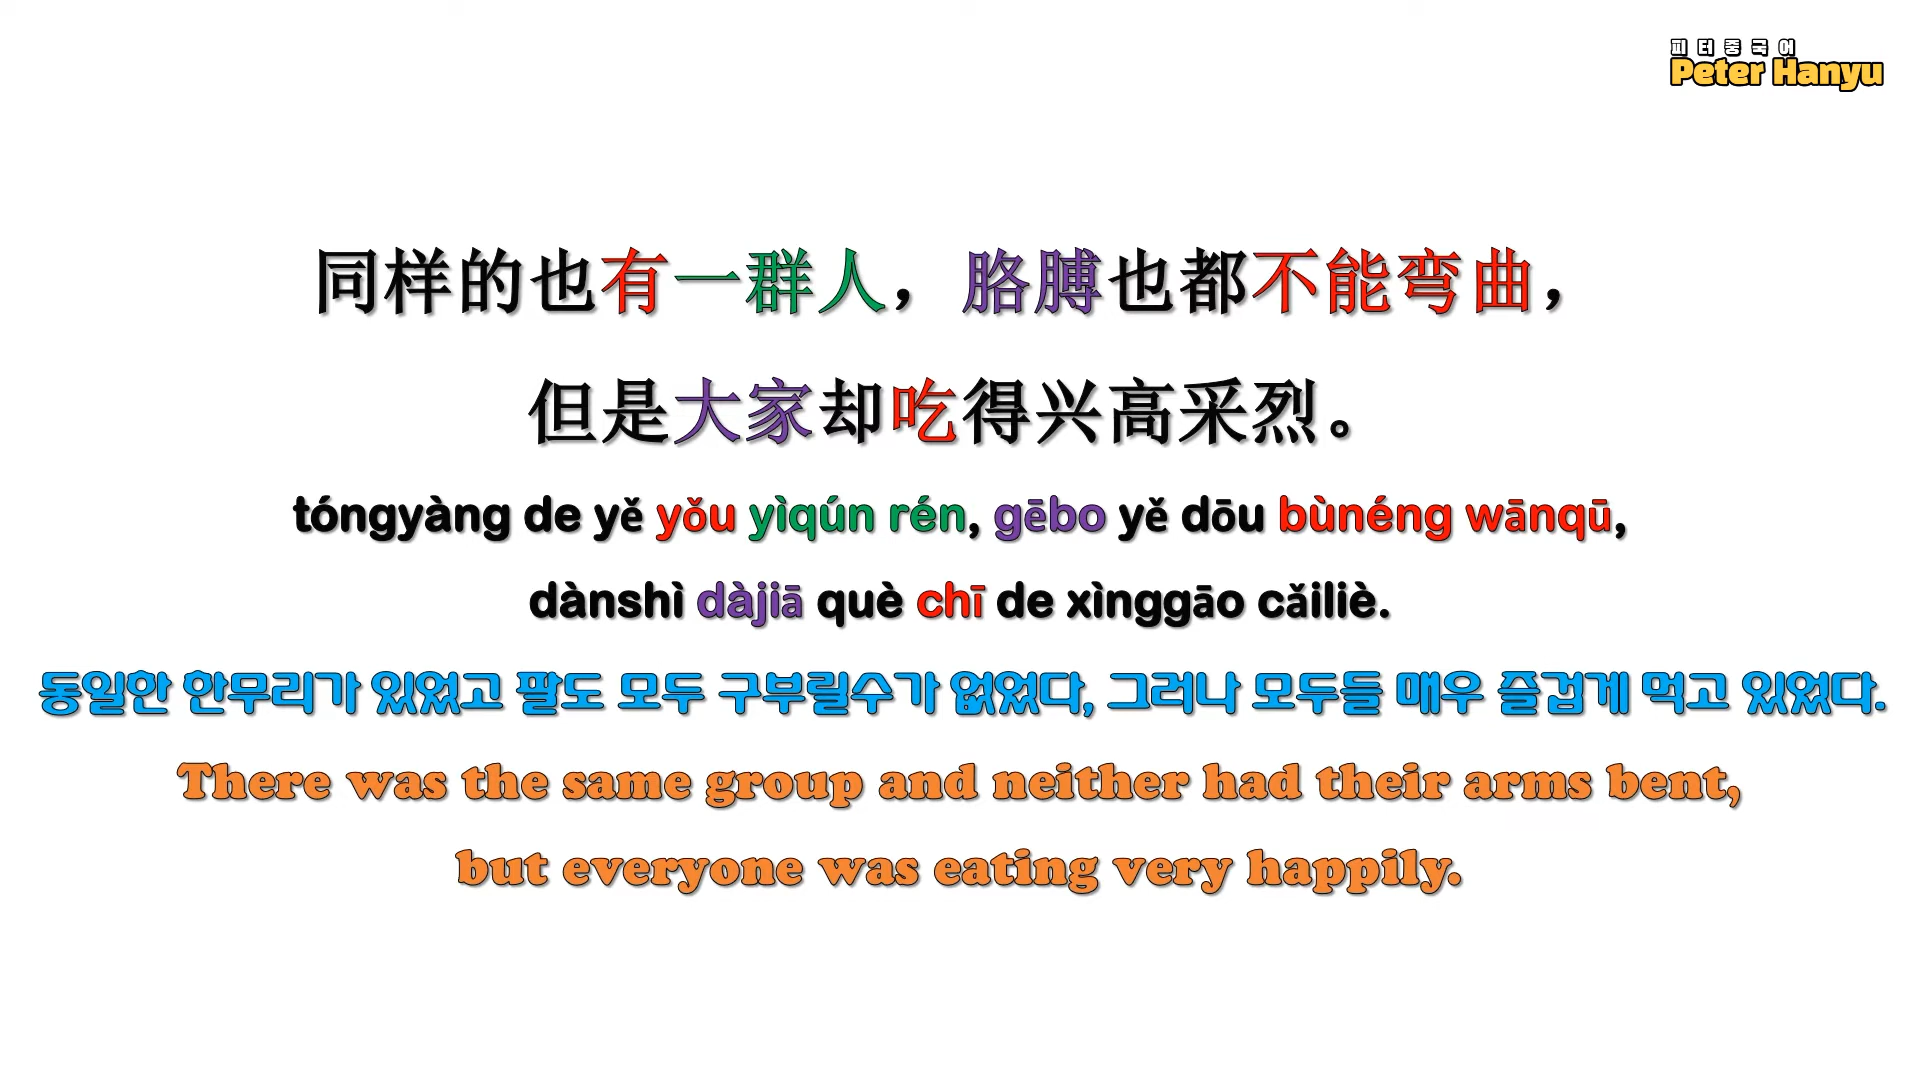 피터중국어
Peter Hanyu
同样的也有一群人，胳膊也都不能弯曲，
但是大家却吃得兴高采烈。
tóngyàng de yě yǒu yìqún rén, gēbo yě dōu bùnéng wānqū,
dànshì dàjiā què chī de xìnggāo cǎiliè.
동일한 한무리가 있었고 팔도 모두 구부릴수가 없었다, 그러나 모두들 매우 즐겁게 먹고 있었다.
There was the same group and neither had their arms bent,
but everyone was eating very happily.